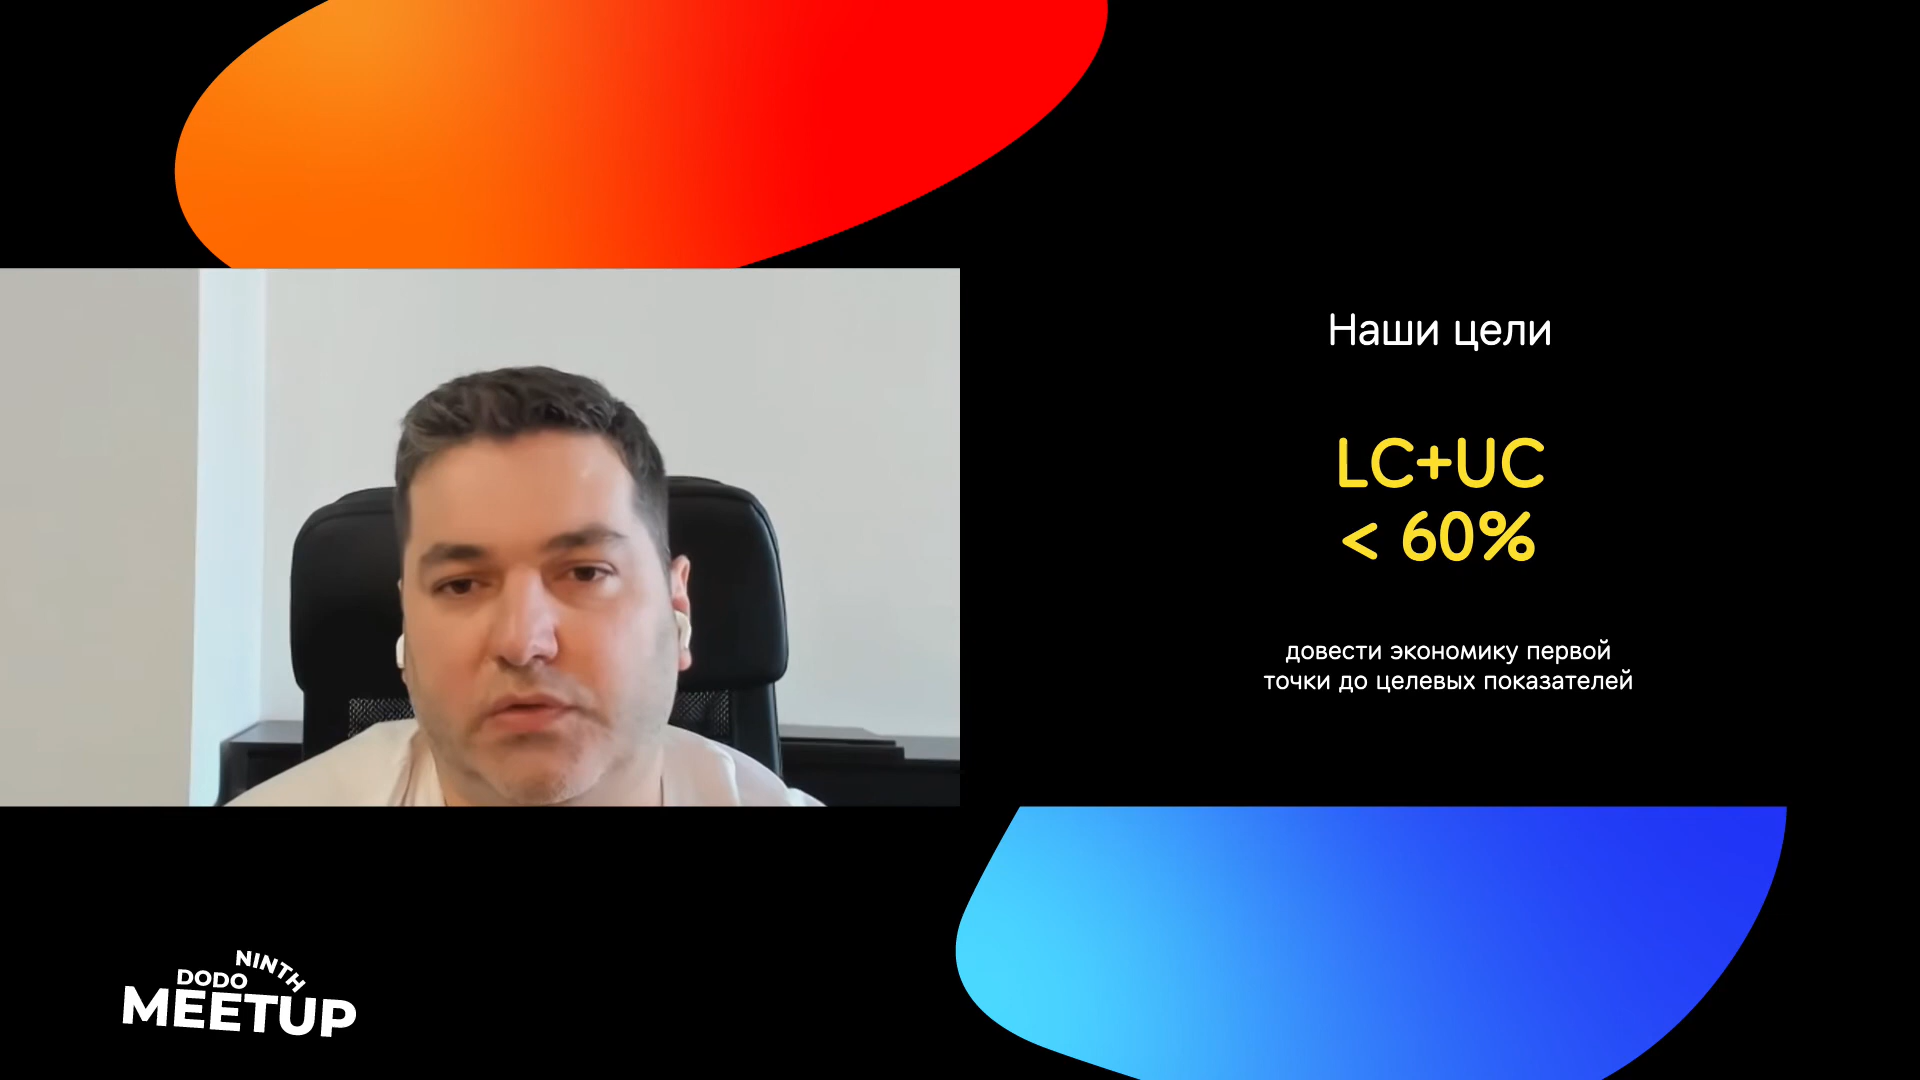 Наши цели
LC+UC
< 60%
довести экономику первой
точки до целевых показателей
NINTH
DODO
MEETUP